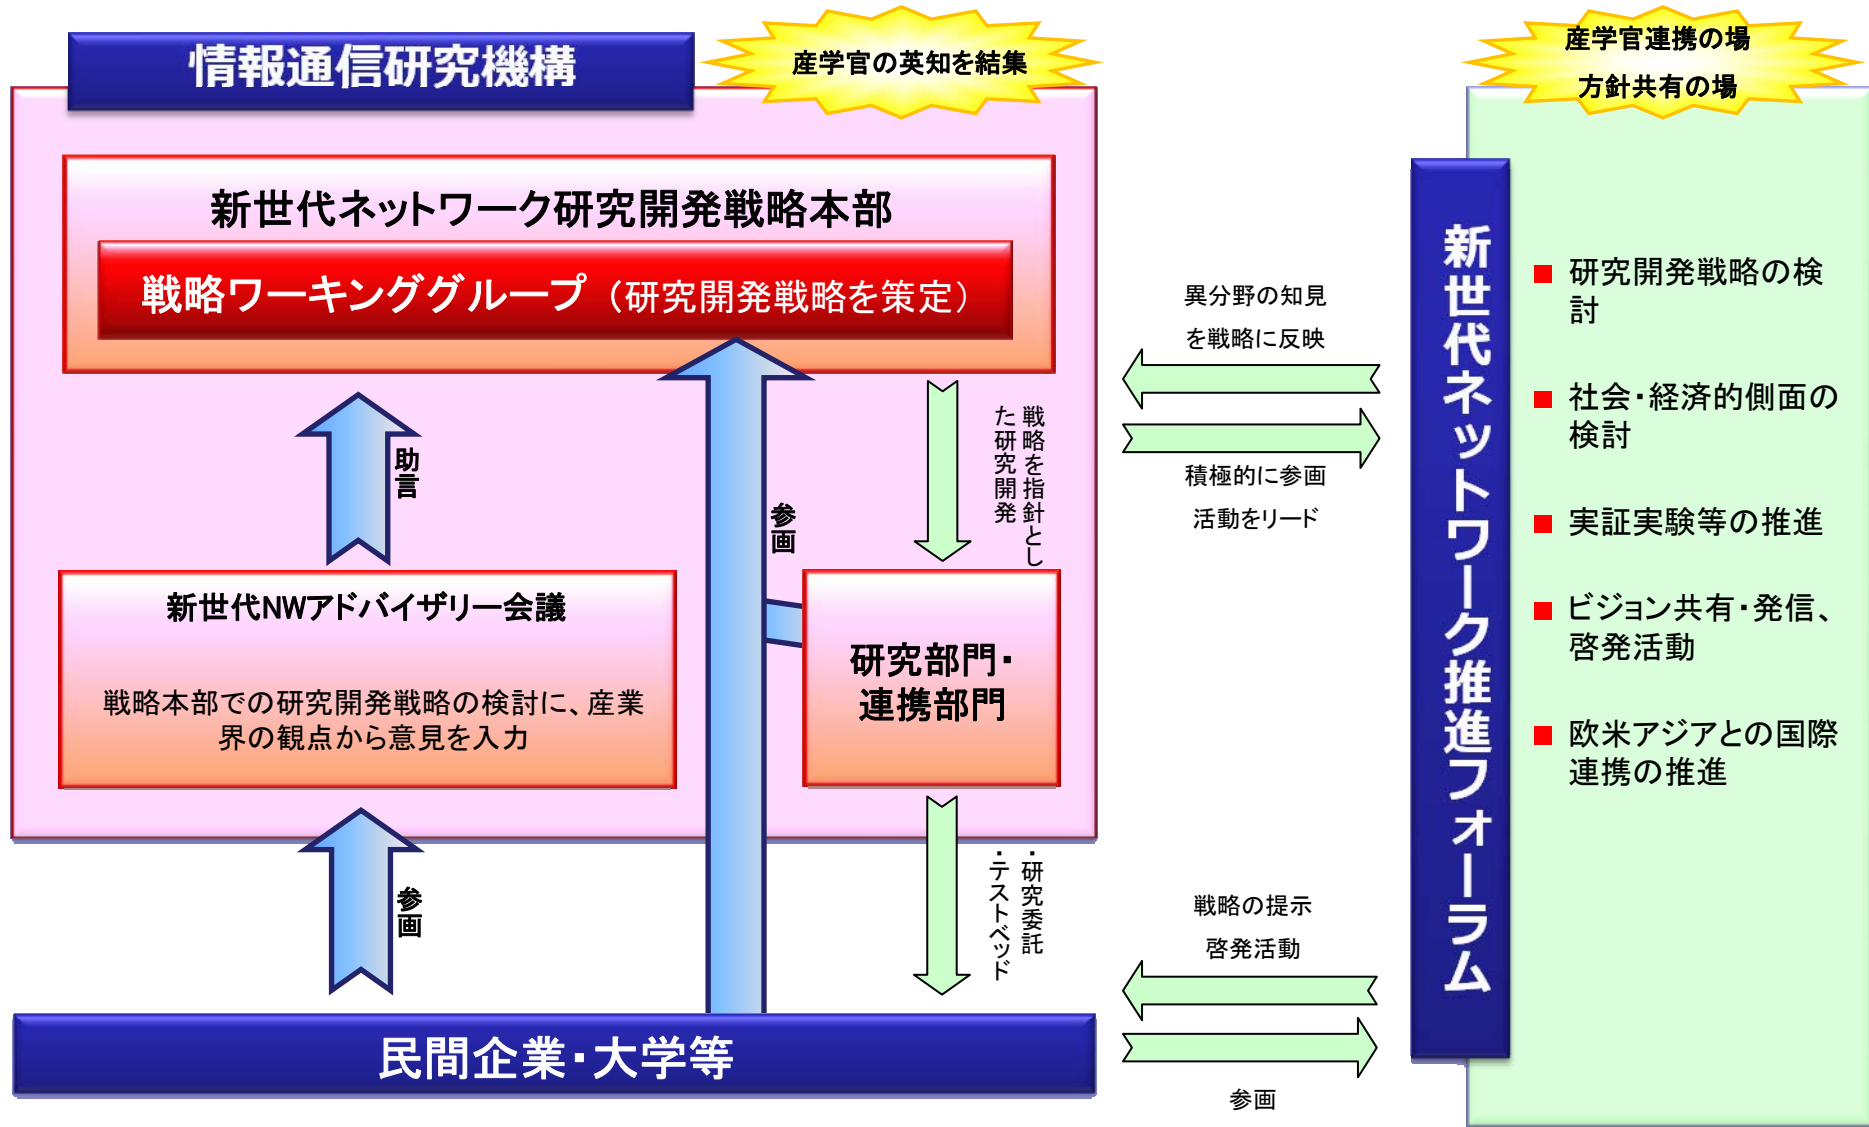 情報通信研究機構
産学官の英知を結集
新世代ネットワーク研究開発戦略本部
戦略ワーキンググループ（研究開発戦略を策定）
助言
参画
戦略を指針とし
た研究開発
新世代NWアドバイザリー会議
戦略本部での研究開発戦略の検討に、産業
界の観点から意見を入力
研究部門・
連携部門
参画
・研究委託
・テストベッド
民間企業・大学等
異分野の知見
を戦略に反映
積極的に参画
活動をリード
戦略の提示
啓発活動
参画
産学官連携の場
方針共有の場
新世代ネットワーク推進フォーラム
■ 研究開発戦略の検
討
■ 社会・経済的側面の
検討
■ 実証実験等の推進
■ ビジョン共有・発信、
啓発活動
■ 欧米アジアとの国際
連携の推進